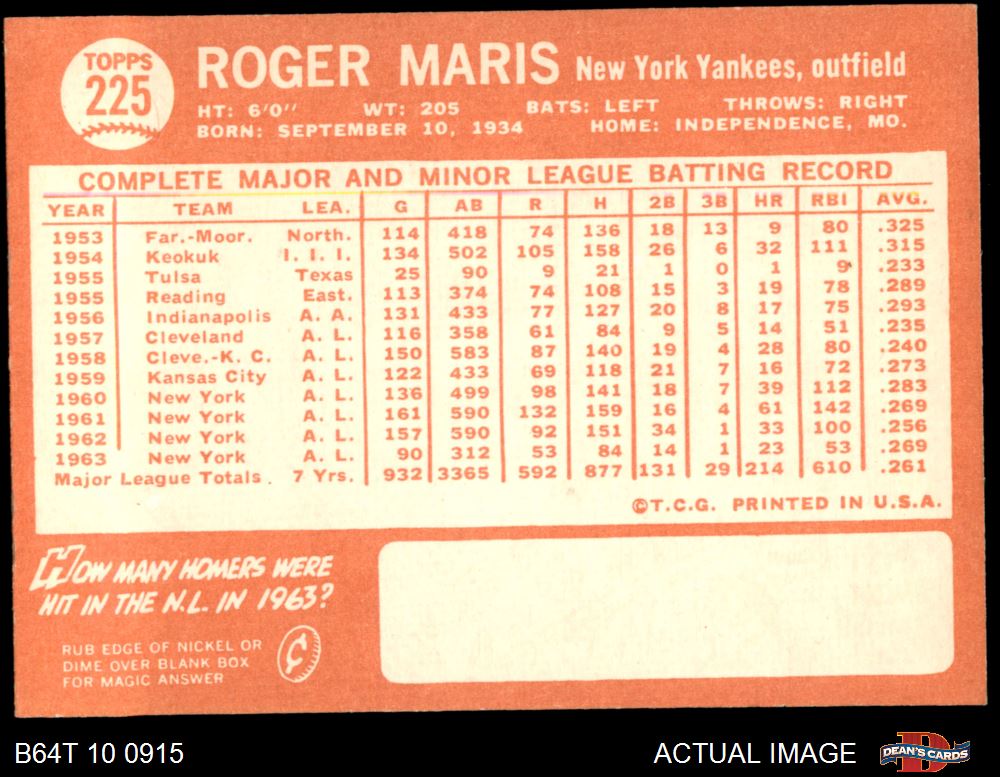 TOPPS
225
ROGER MARIS New York Yankees, outfield
HT: 6'0" WT: 205 BATS: LEFT THROWS: RIGHT
BORN: SEPTEMBER 10, 1934 HOME: INDEPENDENCE, MO.
COMPLETE MAJOR AND MINOR LEAGUE BATTING RECORD
YEAR TEAM LEA. G AB R H 2B 3B HR RBI AVG.
1953 Far.-Moor. North. 114 418 74 136 18 13 9 80 .325
1954 Keokuk I. I. I. 134 502 105 158 26 6 32 111 .315
1955 Tulsa Texas 25 90 9 21 1 0 1 9 .233
1955 Reading East. 113 374 74 108 15 3 19 78 .289
1956 Indianapolis A. A. 131 433 77 127 20 8 17 75 .293
1957 Cleveland A. L. 116 358 61 84 9 5 14 51 .235
1958 Cleve.-K. C. A. L. 150 583 87 140 19 4 28 80 .240
1959 Kansas City A. L. 122 433 69 118 21 7 16 72 .273
1960 New York A. L. 136 499 98 141 18 7 39 112 .283
1961 New York A. L. 161 590 132 159 16 4 61 142 .269
1962 New York A. L. 157 590 92 151 34 1 33 100 .256
1963 New York A. L. 90 312 53 84 14 1 23 53 .269
Major League Totals . 7 Yrs. 932 3365 592 877 131 29 214 610 .261
©T.C.G. PRINTED IN U.S.A.
HOW MANY HOMERS WERE
HIT IN THE N.L. IN 1963?
RUB EDGE OF NICKEL OR
DIME OVER BLANK BOX
FOR MAGIC ANSWER
¢
B64T 10 0915 ACTUAL IMAGE DEAN'S CARDS